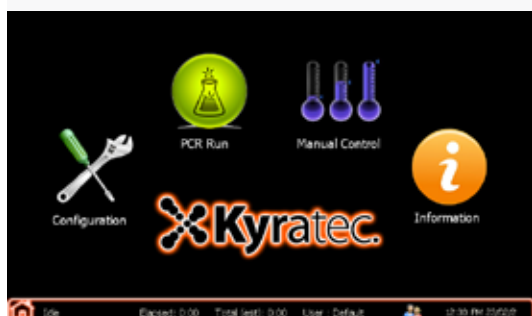 PCR Run
Manual Control
Configuration
Information
Kyratec.
Idle Elapsed: 0:00 Total (est): 0:00 User : Default